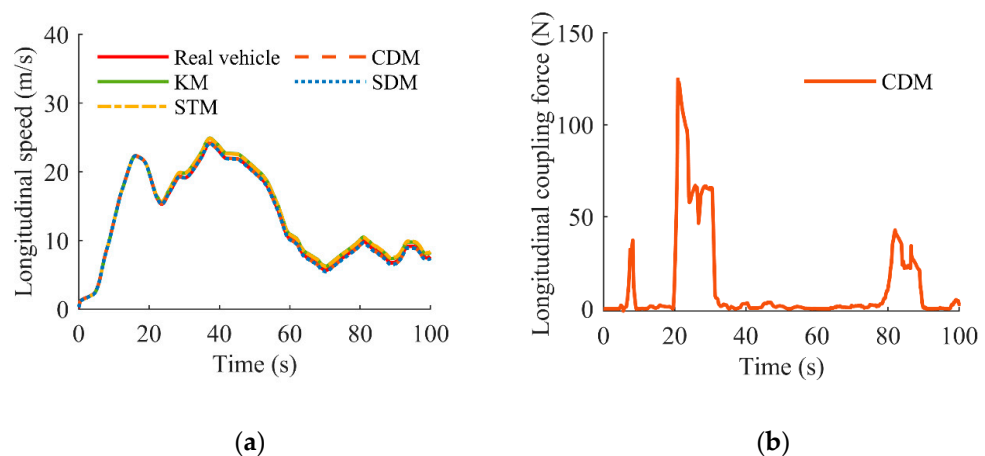 (a)
Longitudinal speed (m/s)
40
30
20
10
0
Real vehicle
CDM
KM
SDM
STM
0 20 40 60 80 100
Time (s)
(a)
(b)
Longitudinal coupling force (N)
150
100
50
0
CDM
0 20 40 60 80 100
Time (s)
(b)